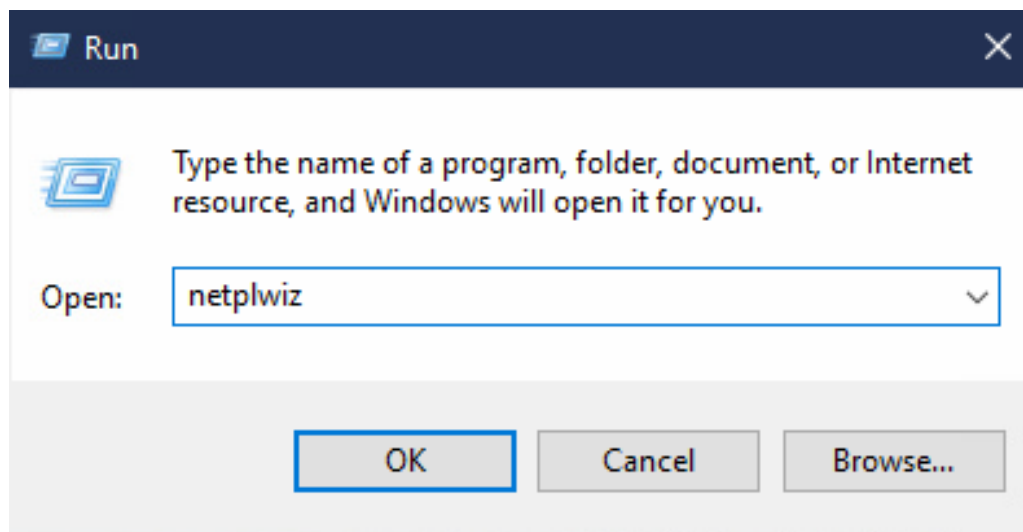 Run
Type the name of a program, folder, document, or Internet
resource, and Windows will open it for you.
Open: netplwiz
OK Cancel Browse...